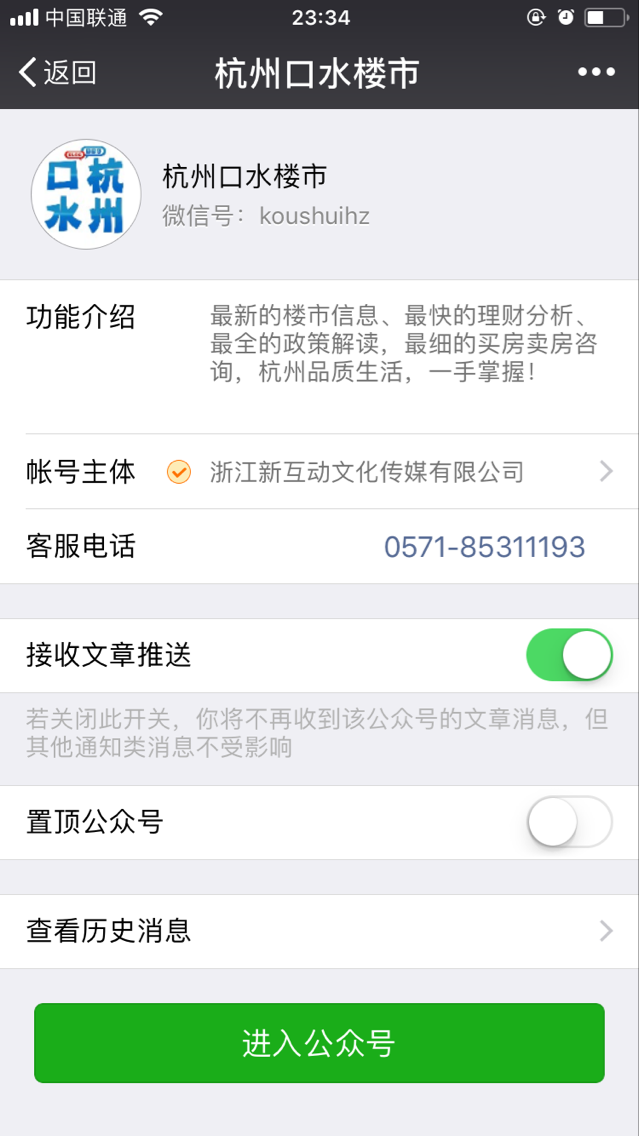 中国联通
23:34
返回
杭州口水楼市
口杭
水州
杭州口水楼市
微信号：koushuihz
功能介绍
最新的楼市信息、最快的理财分析、
最全的政策解读，最细的买房卖房咨
询，杭州品质生活，一手掌握！
帐号主体
浙江新互动文化传媒有限公司
客服电话
0571-85311193
接收文章推送
若关闭此开关，你将不再收到该公众号的文章消息，但
其他通知类消息不受影响
置顶公众号
查看历史消息
进入公众号